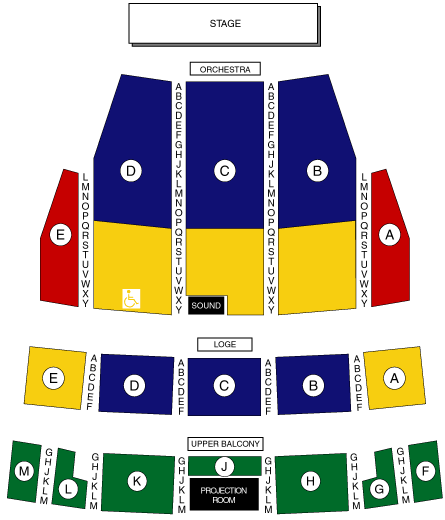 STAGE
ORCHESTRA
A A
B B
C C
D D
E E
F F
G G
H H
J J
D K C K B
L L L L
M M M M
N N N N
O O O O
P P P P
Q Q Q Q
E R R R R A
S S S S
T T T T
U U U U
V V V V
W W W W
X X X X
Y Y SOUND Y Y
LOGE
A A A A
B B B B
E C D C C C B C A
D D D D
E E E E
F F F F
UPPER BALCONY
G G G G G G
M H H H J H H H F
J J J J J J
K K K K K H K K
L L L L L L G L
M M M PROJECTION M M M
ROOM